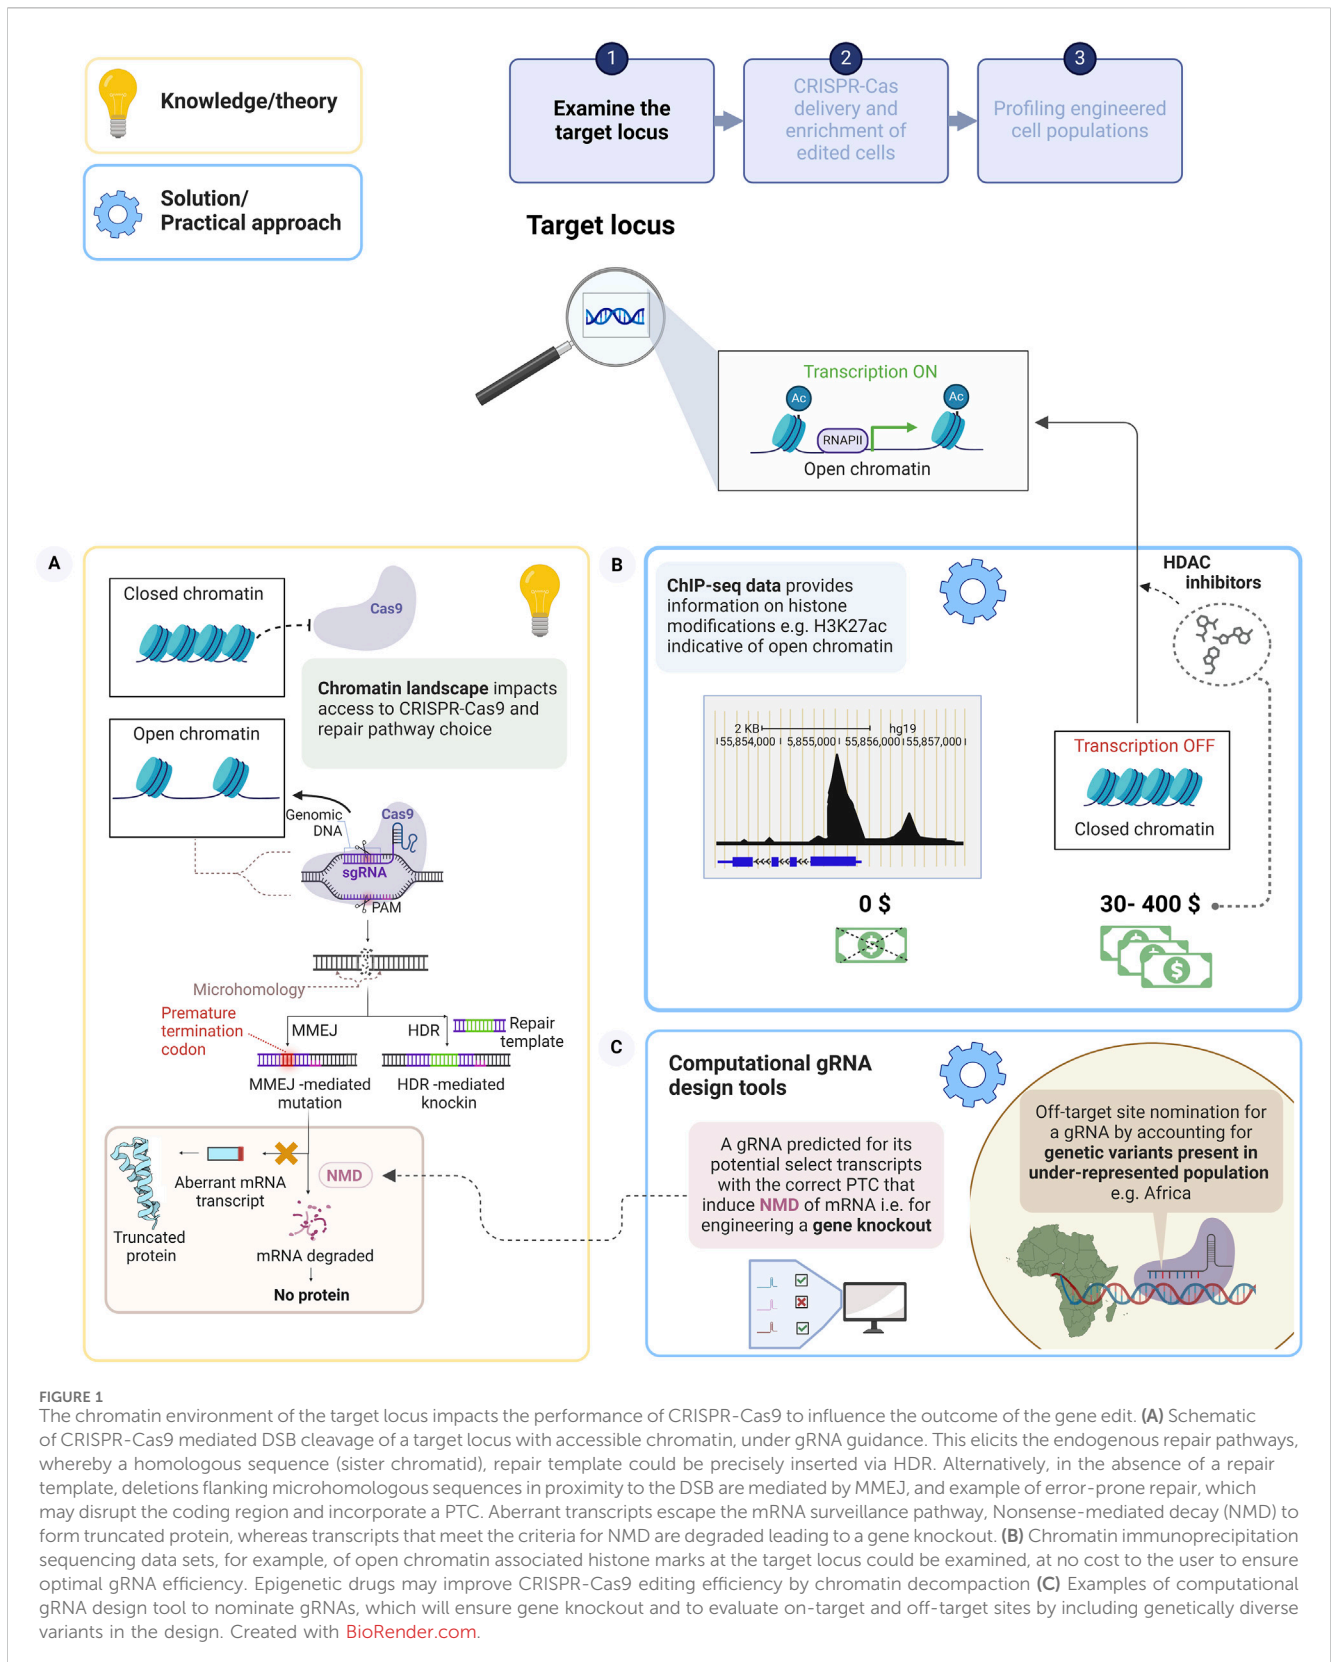 Knowledge/theory
Solution/
Practical approach
1
Examine the
target locus
2
CRISPR-Cas
delivery and
enrichment of
edited cells
3
Profiling engineered
cell populations
Target locus
Transcription ON
Ac
Ac
RNAPII
Open chromatin
A
Closed chromatin
Cas9
Chromatin landscape impacts
access to CRISPR-Cas9 and
repair pathway choice
Open chromatin
Genomic
DNA
Cas9
sgRNA
PAM
Microhomology
Premature
termination
codon
MMEJ
HDR
Repair
template
MMEJ -mediated
mutation
HDR -mediated
knockin
NMD
Aberrant mRNA
transcript
Truncated
protein
mRNA degraded
No protein
B
ChIP-seq data provides
information on histone
modifications e.g. H3K27ac
indicative of open chromatin
HDAC
inhibitors
2 KB
hg19
55,854,000 5,855,000 55,856,000 55,857,000
0 $
Transcription OFF
Closed chromatin
30- 400 $
C
Computational gRNA
design tools
A gRNA predicted for its
potential select transcripts
with the correct PTC that
induce NMD of mRNA i.e. for
engineering a gene knockout
Off-target site nomination for
a gRNA by accounting for
genetic variants present in
under-represented population
e.g. Africa
FIGURE 1
The chromatin environment of the target locus impacts the performance of CRISPR-Cas9 to influence the outcome of the gene edit. (A) Schematic
of CRISPR-Cas9 mediated DSB cleavage of a target locus with accessible chromatin, under gRNA guidance. This elicits the endogenous repair pathways,
whereby a homologous sequence (sister chromatid), repair template could be precisely inserted via HDR. Alternatively, in the absence of a repair
template, deletions flanking microhomologous sequences in proximity to the DSB are mediated by MMEJ, and example of error-prone repair, which
may disrupt the coding region and incorporate a PTC. Aberrant transcripts escape the mRNA surveillance pathway, Nonsense-mediated decay (NMD) to
form truncated protein, whereas transcripts that meet the criteria for NMD are degraded leading to a gene knockout. (B) Chromatin immunoprecipitation
sequencing data sets, for example, of open chromatin associated histone marks at the target locus could be examined, at no cost to the user to ensure
optimal gRNA efficiency. Epigenetic drugs may improve CRISPR-Cas9 editing efficiency by chromatin decompaction (C) Examples of computational
gRNA design tool to nominate gRNAs, which will ensure gene knockout and to evaluate on-target and off-target sites by including genetically diverse
variants in the design. Created with BioRender.com.